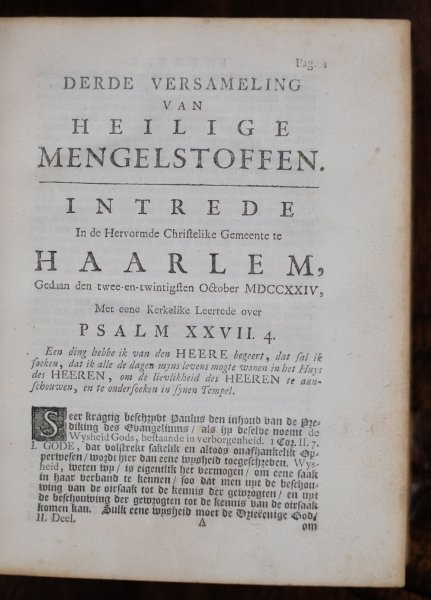 Pag. 1
DERDE VERSAMELING
VAN
HEILIGE
MENGELSTOFFEN.
INTREDE
In de Hervormde Christelike Gemeente te
HAARLEM,
Gedaan den twee-en-twintigsten October MDCCXXIV,
Met eene Kerkelike Leerrede over
PSALM XXVII. 4.
Een ding hebbe ik van den HEERE begeert, dat sal ik
soeken, dat ik alle de dagen myns levens mogte wonen in het Huys
des HEEREN, om de lievlikheid des HEEREN te aan-
schouwen, en te ondersoeken in synen Tempel.
Seer kragtig beschrybt Paulus den inhoud van de Pre-
diking des Evangeliums / als hy deselve noemt de
Wysheid Gods, bestaande in verborgenheid. 1 Cor. II. 7.
I. GODE, dat volstrekt sakelik en altoos onafhankelik Op-
perwesen / wordt hier dan eene wysheid toegeschreven. Wys-
heid, weten wy / is eigentlik het vermogen / om eene saak
in haar verband te kennen / soo dat men uyt de beschou-
wing van de oirsaak tot de kennis der gewrogten / en uyt
de beschouwing der gewrogten tot de kennis van de oirsaak
komen kan. Sulk eene wysheid moet de Drieëenige God /
II. Deel. A om